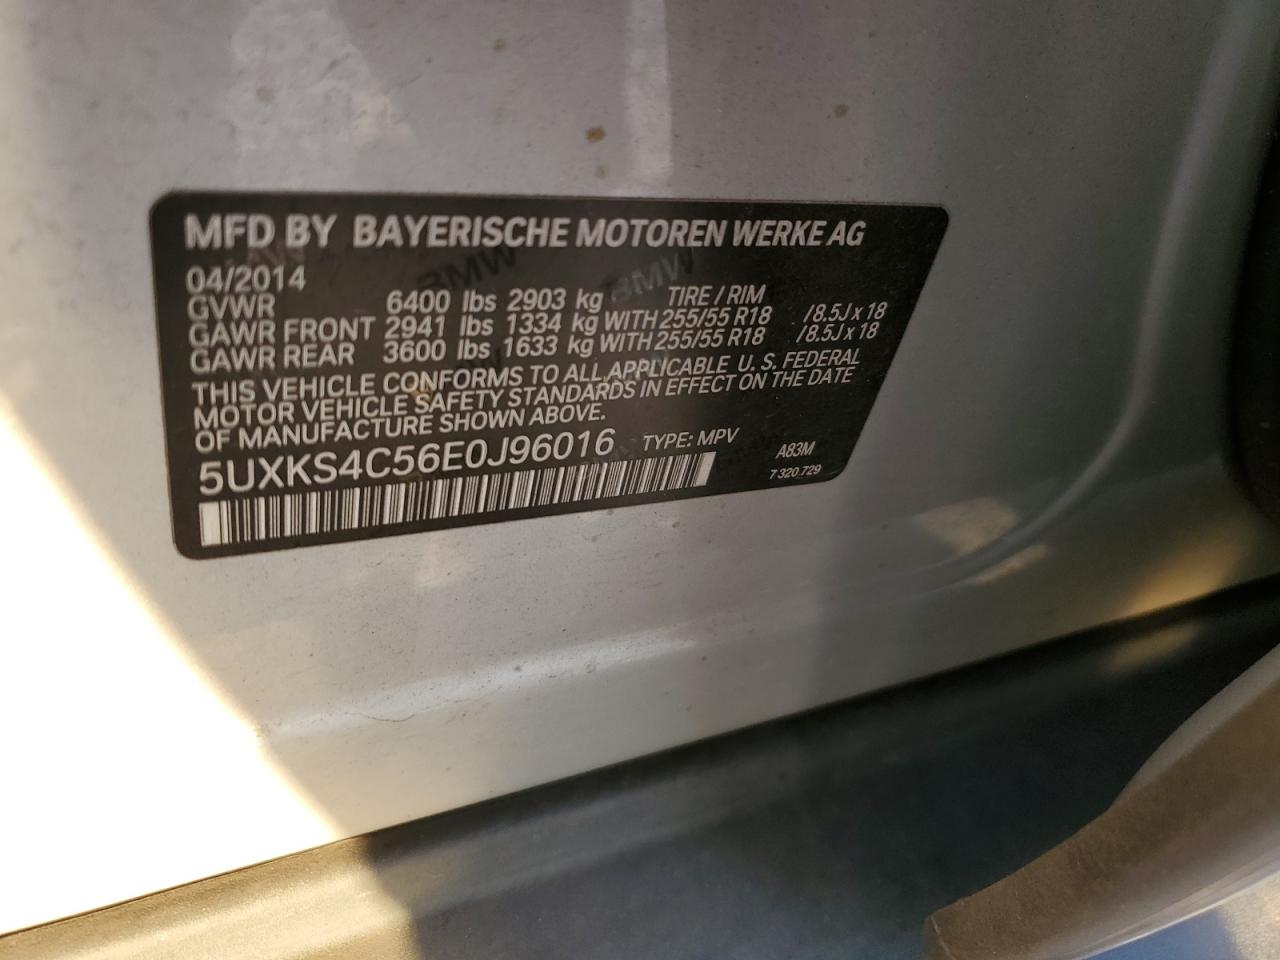 MFD BY BAYERISCHE MOTOREN WERKE AG
04/2014
GVWR 6400 lbs 2903 kg TIRE / RIM
GAWR FRONT 2941 lbs 1334 kg WITH 255/55 R18 /8.5J x 18
GAWR REAR 3600 lbs 1633 kg WITH 255/55 R18 /8.5J x 18
THIS VEHICLE CONFORMS TO ALL APPLICABLE U. S. FEDERAL
MOTOR VEHICLE SAFETY STANDARDS IN EFFECT ON THE DATE
OF MANUFACTURE SHOWN ABOVE.
5UXKS4C56E0J96016 TYPE: MPV A83M
7 320 729
BMW BMW